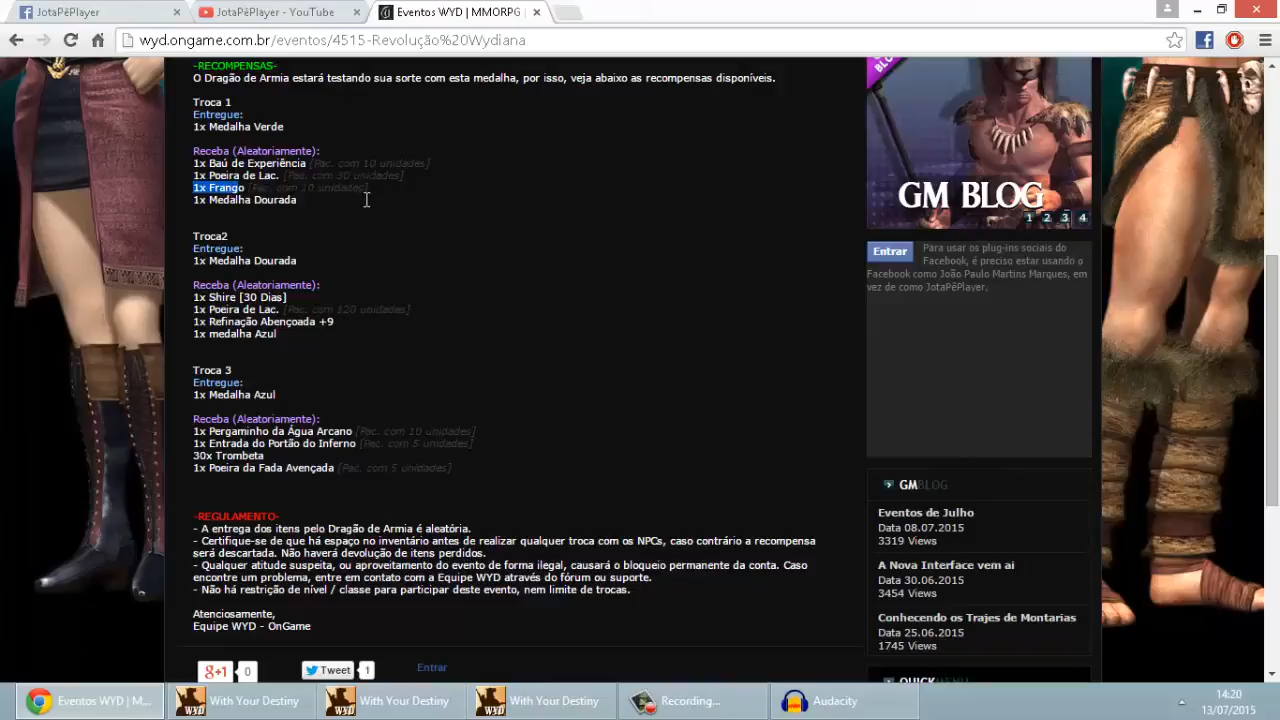 JotaPêPlayer
JotaPêPlayer - YouTube
Eventos WYD | MMORPG
wyd.ongame.com.br/eventos/4515-Revolução%20Wydiana
-RECOMPENSAS-
O Dragão de Armia estará testando sua sorte com esta medalha, por isso, veja abaixo as recompensas disponíveis.
Troca 1
Entregue:
1x Medalha Verde
Receba (Aleatoriamente):
1x Baú de Experiência [Pac. com 10 unidades]
1x Poeira de Lac. [Pac. com 30 unidades]
1x Frango [Pac. com 10 unidades]
1x Medalha Dourada
Troca2
Entregue:
1x Medalha Dourada
Receba (Aleatoriamente):
1x Shire [30 Dias]
1x Poeira de Lac. [Pac. com 120 unidades]
1x Refinação Abençoada +9
1x medalha Azul
Troca 3
Entregue:
1x Medalha Azul
Receba (Aleatoriamente):
1x Pergaminho da Água Arcano [Pac. com 10 unidades]
1x Entrada do Portão do Inferno [Pac. com 5 unidades]
30x Trombeta
1x Poeira da Fada Avençada [Pac. com 5 unidades]
-REGULAMENTO-
- A entrega dos itens pelo Dragão de Armia é aleatória.
- Certifique-se de que há espaço no inventário antes de realizar qualquer troca com os NPCs, caso contrário a recompensa
será descartada. Não haverá devolução de itens perdidos.
- Qualquer atitude suspeita, ou aproveitamento do evento de forma ilegal, causará o bloqueio permanente da conta. Caso
encontre um problema, entre em contato com a Equipe WYD através do fórum ou suporte.
- Não há restrição de nível / classe para participar deste evento, nem limite de trocas.
Atenciosamente,
Equipe WYD - OnGame
g+1 0 Tweet 1 Entrar
BLO
GM BLOG
1 2 3 4
Entrar
Para usar os plug-ins sociais do
Facebook, é preciso estar usando o
Facebook como João Paulo Martins Marques, em
vez de como JotaPêPlayer.
GMBLOG
Eventos de Julho
Data 08.07.2015
3319 Views
A Nova Interface vem ai
Data 30.06.2015
3454 Views
Conhecendo os Trajes de Montarias
Data 25.06.2015
1745 Views
QUICKMENU
Eventos WYD | M...
With Your Destiny
With Your Destiny
With Your Destiny
Recording...
Audacity
14:20
13/07/2015